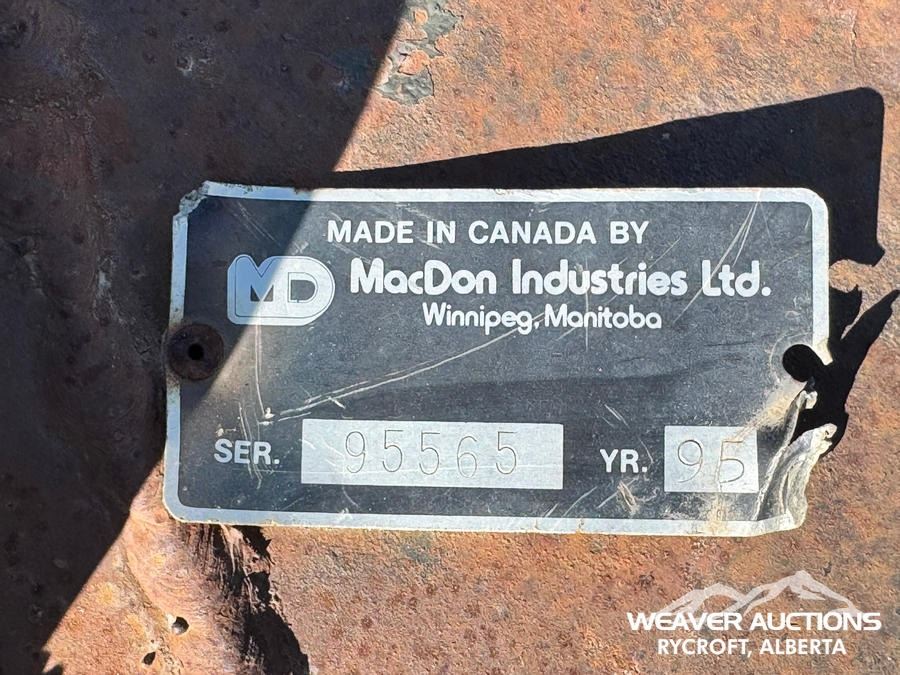 MADE IN CANADA BY
MD MacDon Industries Ltd.
Winnipeg, Manitoba
SER. 95565 YR. 95
WEAVER AUCTIONS
RYCROFT, ALBERTA